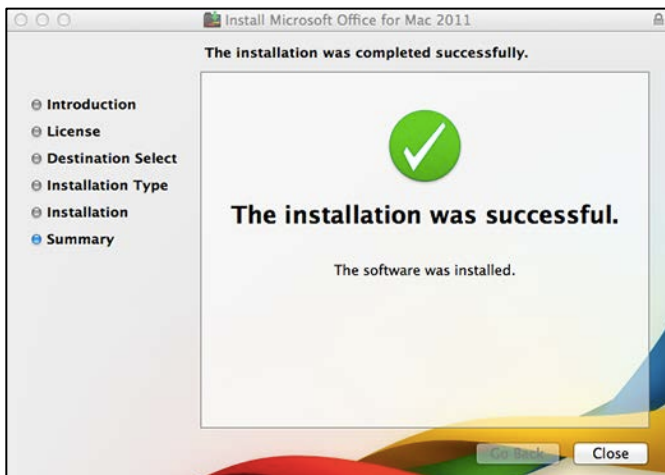 Install Microsoft Office for Mac 2011
The installation was completed successfully.
Introduction
License
Destination Select
Installation Type
Installation
Summary
The installation was successful.
The software was installed.
Go Back
Close